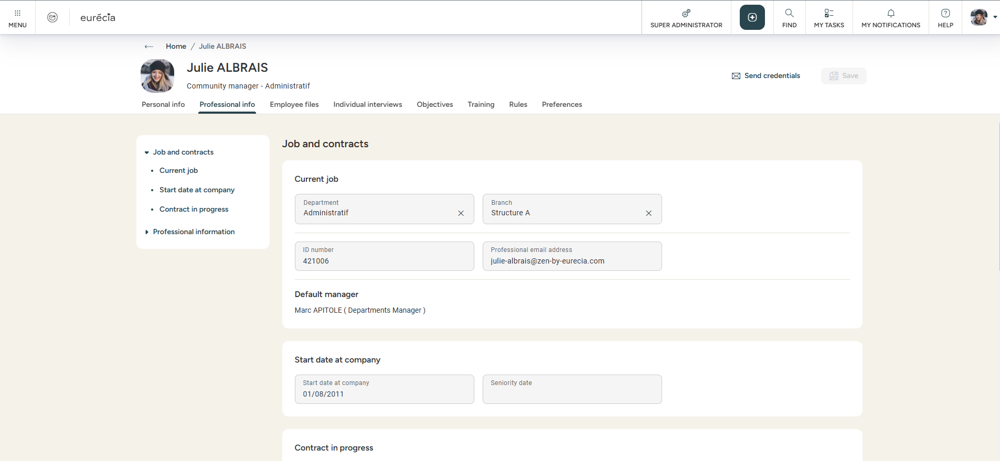 MENU
eurécia
SUPER ADMINISTRATOR
FIND
MY TASKS
MY NOTIFICATIONS
HELP
Home / Julie ALBRAIS
Julie ALBRAIS
Community manager - Administratif
Send credentials
Save
Personal info
Professional info
Employee files
Individual interviews
Objectives
Training
Rules
Preferences
Job and contracts
Current job
Start date at company
Contract in progress
Professional information
Job and contracts
Current job
Department
Administratif
Branch
Structure A
ID number
421006
Professional email address
julie-albrais@zen-by-eurecia.com
Default manager
Marc APITOLE ( Departments Manager )
Start date at company
Start date at company
01/08/2011
Seniority date
Contract in progress